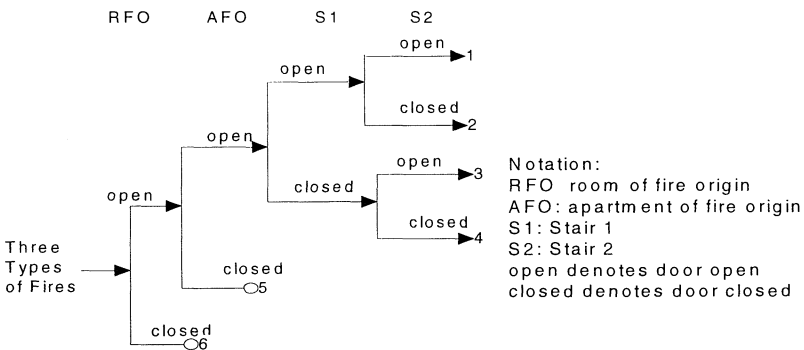 RFO AFO S1 S2
open 1
open
closed 2
open
open 3
closed
open
closed 4
Three
Types
of Fires
closed 5
closed 6
Notation:
RFO room of fire origin
AFO: apartment of fire origin
S1: Stair 1
S2: Stair 2
open denotes door open
closed denotes door closed